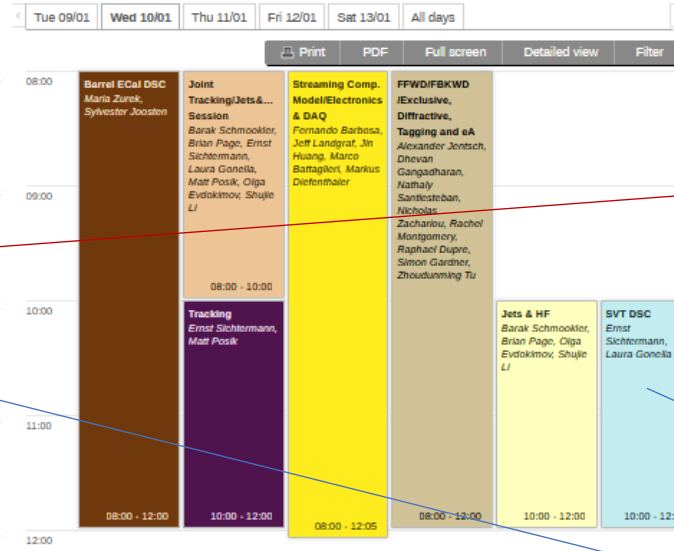 Tue 09/01 Wed 10/01 Thu 11/01 Fri 12/01 Sat 13/01 All days
Print PDF Full screen Detailed view Filter
08:00
09:00
10:00
11:00
12:00
Barrel ECal DSC
Maria Zurek,
Sylvester Joosten
08:00 - 12:00
Joint
Tracking/Jets&...
Session
Barak Schmookler,
Brian Page, Ernst
Sichtermann,
Laura Gonella,
Matt Posik, Olga
Evdokimov, Shujie
Li
08:00 - 10:00
Tracking
Ernst Sichtermann,
Matt Posik
10:00 - 12:00
Streaming Comp.
Model/Electronics
& DAQ
Fernando Barbosa,
Jeff Landgraf, Jin
Huang, Marco
Battaglieri, Markus
Diefenthaler
08:00 - 12:05
FFWD/FBKWD
/Exclusive,
Diffractive,
Tagging and eA
Alexander Jentsch,
Dhevan
Gangadharan,
Nathaly
Santiesteban,
Nicholas
Zachariou, Rachel
Montgomery,
Raphael Dupre,
Simon Gardner,
Zhoudunming Tu
08:00 - 12:00
Jets & HF
Barak Schmookler,
Brian Page, Olga
Evdokimov, Shujie
Li
10:00 - 12:00
SVT DSC
Ernst
Sichtermann,
Laura Gonella
10:00 - 12: